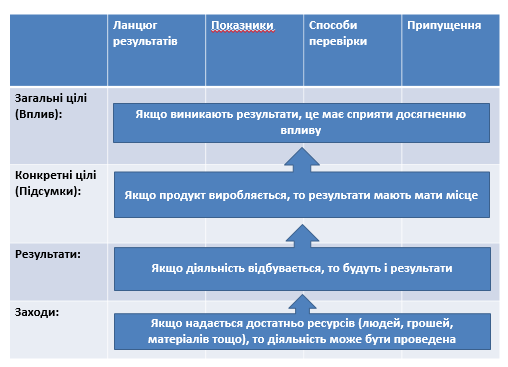 Ланцюг
результатів
Показники
Способи
перевірки
Припущення
Загальні цілі
(Вплив):
Якщо виникають результати, це має сприяти досягненню
впливу
Конкретні цілі
(Підсумки):
Якщо продукт виробляється, то результати мають мати місце
Результати:
Якщо діяльність відбувається, то будуть і результати
Заходи:
Якщо надається достатньо ресурсів (людей, грошей,
матеріалів тощо), то діяльність може бути проведена